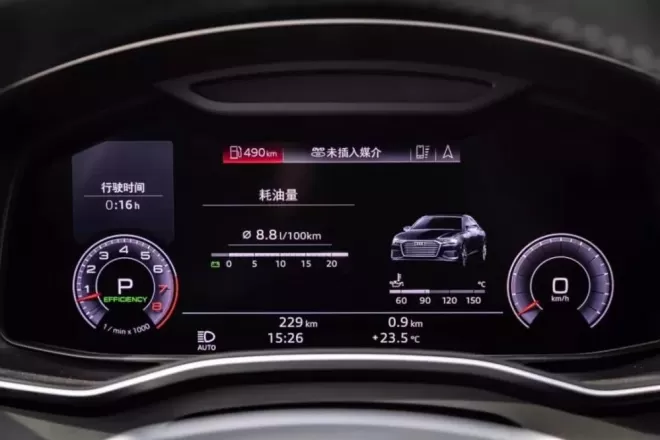 490km
未插入媒介
行驶时间
0:16 h
耗油量
Ø 8.8 l/100km
0 5 10 15 20
60 90 120 150 °C
1 2 3 4 5 6 7 8
P
EFFICIENCY
1 / min x 1000
0
km/h
229 km 0.9 km
AUTO 15:26 +23.5 °C